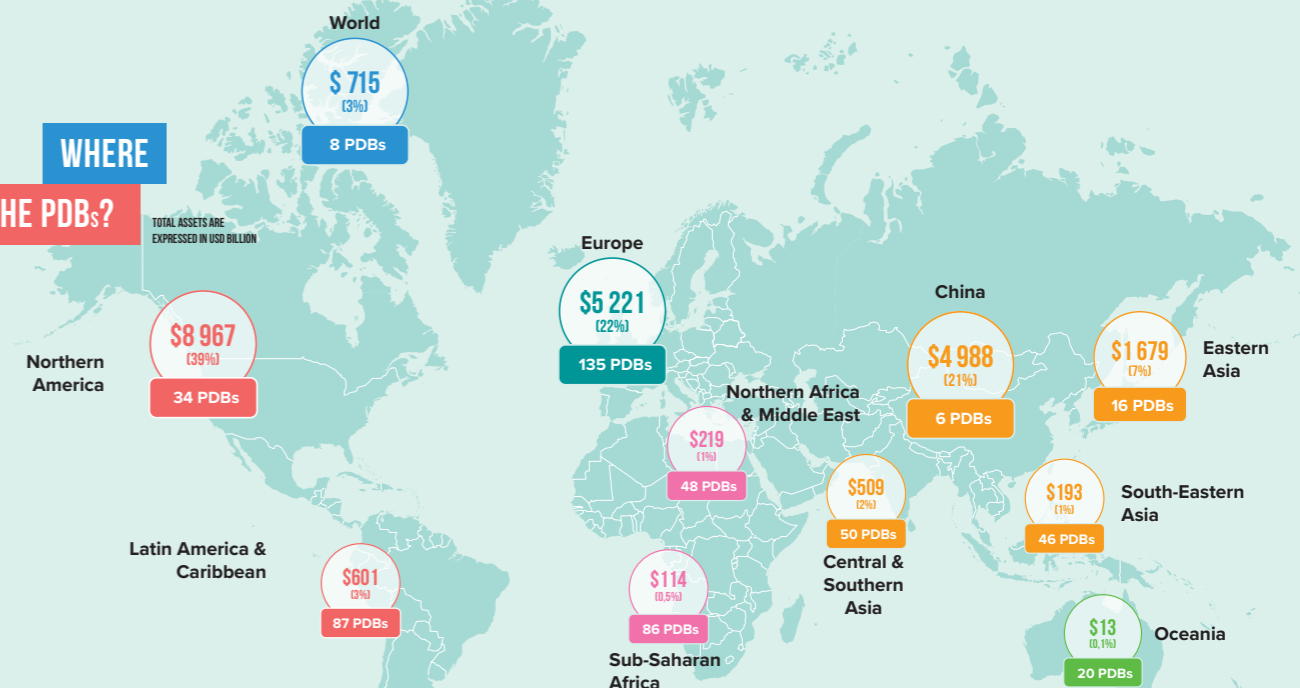 World
$ 715
(3%)
8 PDBs
WHERE
HE PDBs?
TOTAL ASSETS ARE
EXPRESSED IN USD BILLION
Europe
$5 221
(22%)
135 PDBs
China
$4 988
(21%)
6 PDBs
$1 679
(7%)
16 PDBs
Eastern
Asia
Northern
America
$8 967
(39%)
34 PDBs
Northern Africa
& Middle East
$219
(1%)
48 PDBs
$509
(2%)
50 PDBs
Central &
Southern
Asia
$193
(1%)
46 PDBs
South-Eastern
Asia
Latin America &
Caribbean
$601
(3%)
87 PDBs
$114
(0,5%)
86 PDBs
Sub-Saharan
Africa
$13
(0,1%)
20 PDBs
Oceania